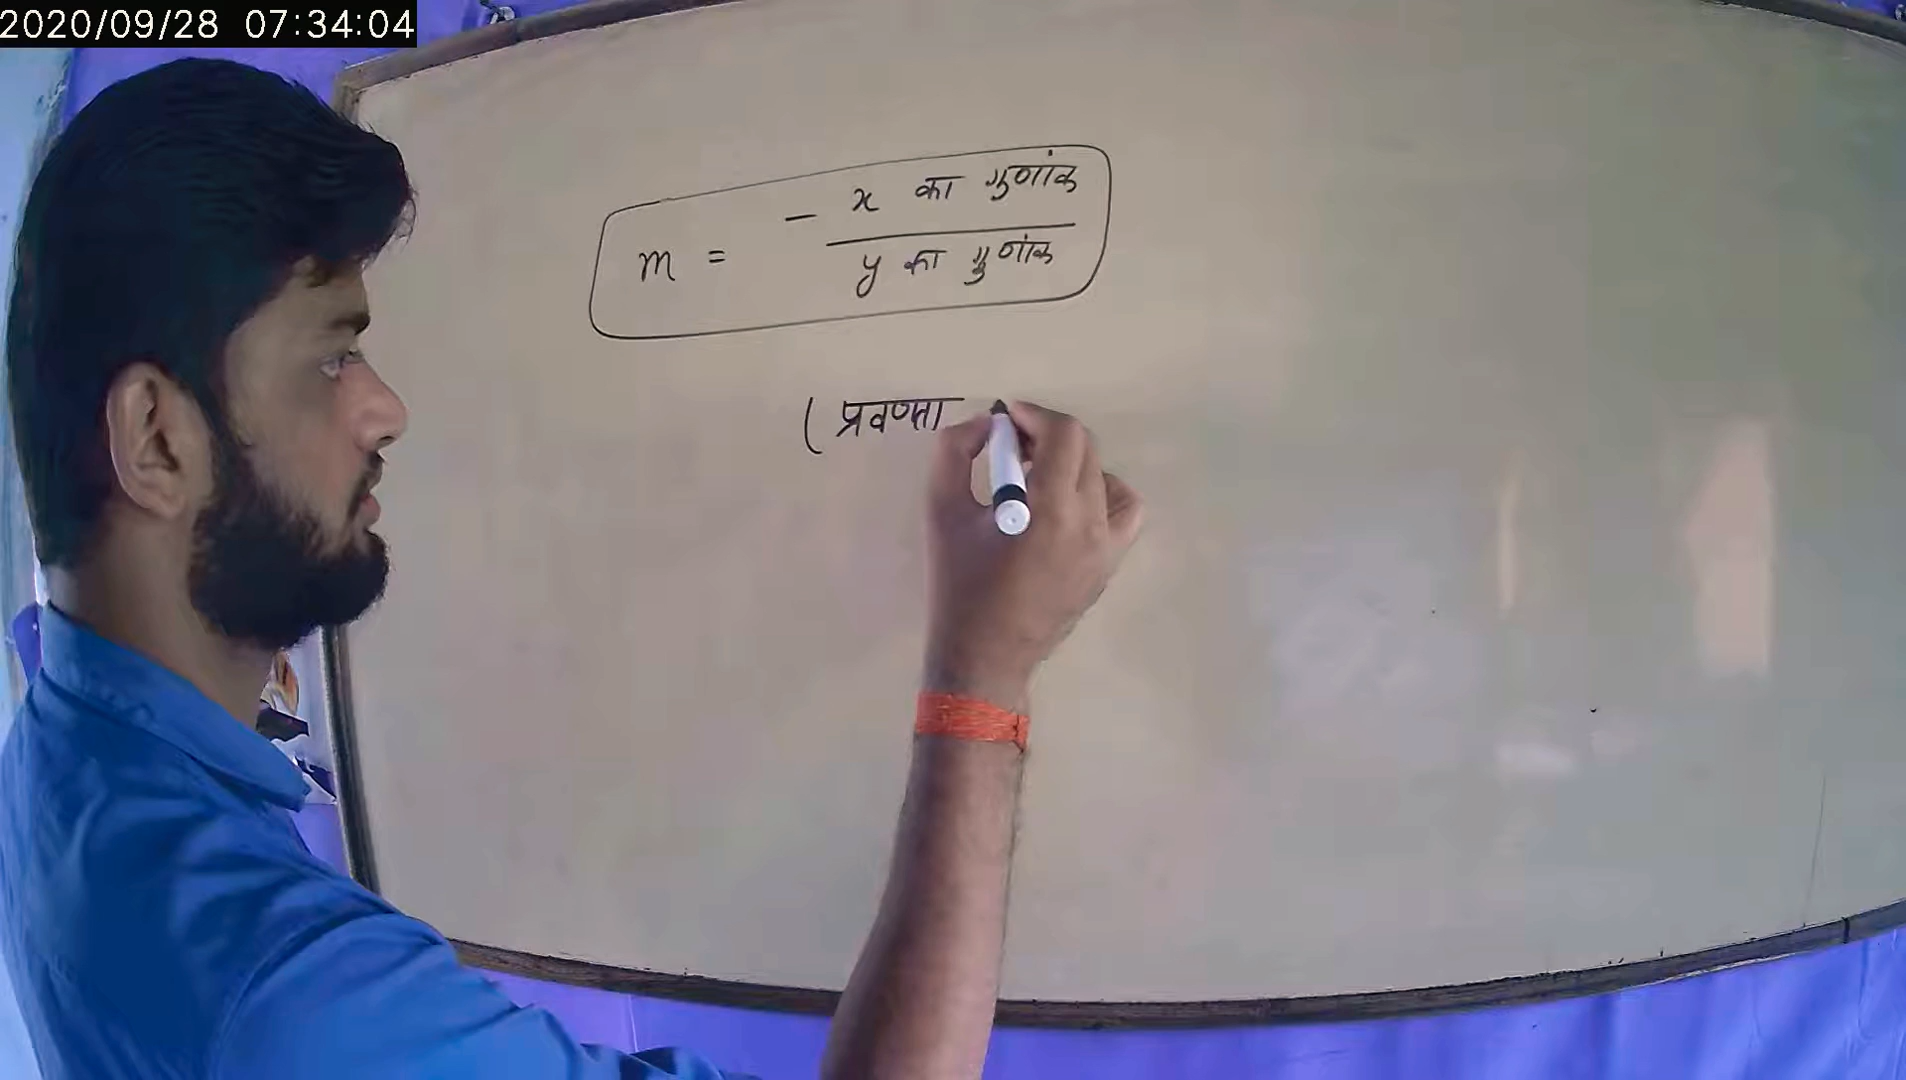 2020/09/28 07:34:04
m = - x का गुणांक
y का गुणांक
( प्रवणता